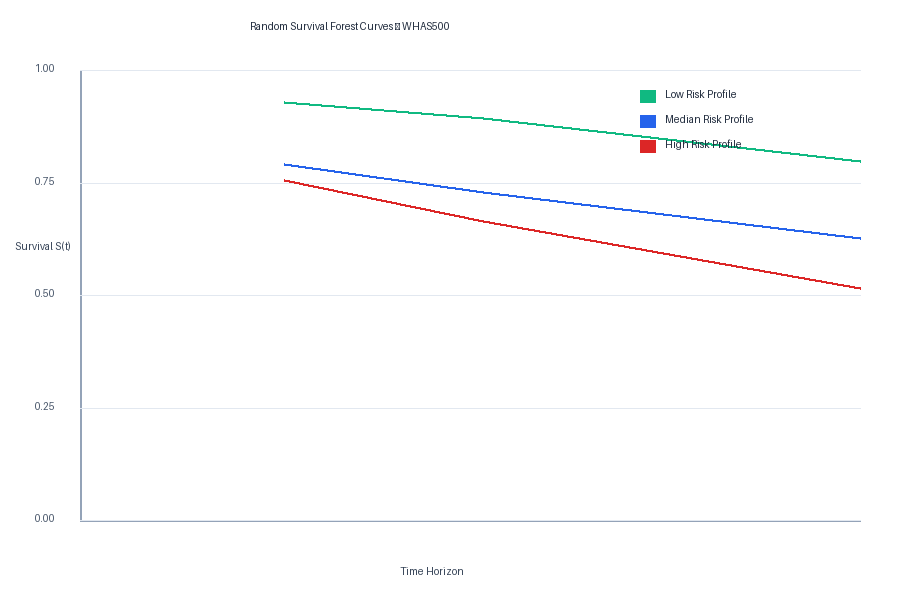 Random Survival Forest Curves ▯ WHAS500
1.00
Low Risk Profile
Median Risk Profile
High Risk Profile
0.75
Survival S(t)
0.50
0.25
0.00
Time Horizon